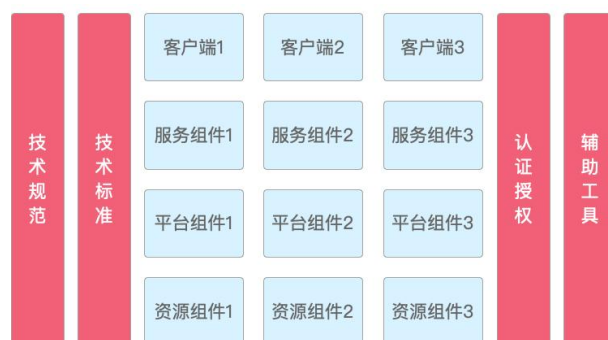 技术规范
技术标准
客户端1
客户端2
客户端3
服务组件1
服务组件2
服务组件3
平台组件1
平台组件2
平台组件3
资源组件1
资源组件2
资源组件3
认证授权
辅助工具